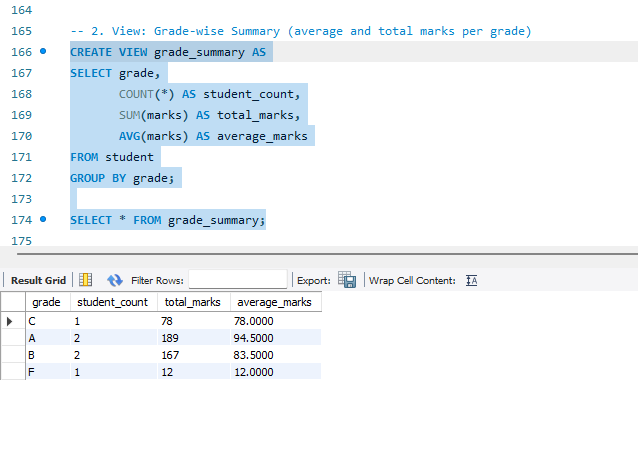 164
165 -- 2. View: Grade-wise Summary (average and total marks per grade)
166 CREATE VIEW grade_summary AS
167 SELECT grade,
168 COUNT(*) AS student_count,
169 SUM(marks) AS total_marks,
170 AVG(marks) AS average_marks
171 FROM student
172 GROUP BY grade;
173
174 SELECT * FROM grade_summary;
175
Result Grid Filter Rows: Export: Wrap Cell Content: IA
grade student_count total_marks average_marks
C 1 78 78.0000
A 2 189 94.5000
B 2 167 83.5000
F 1 12 12.0000